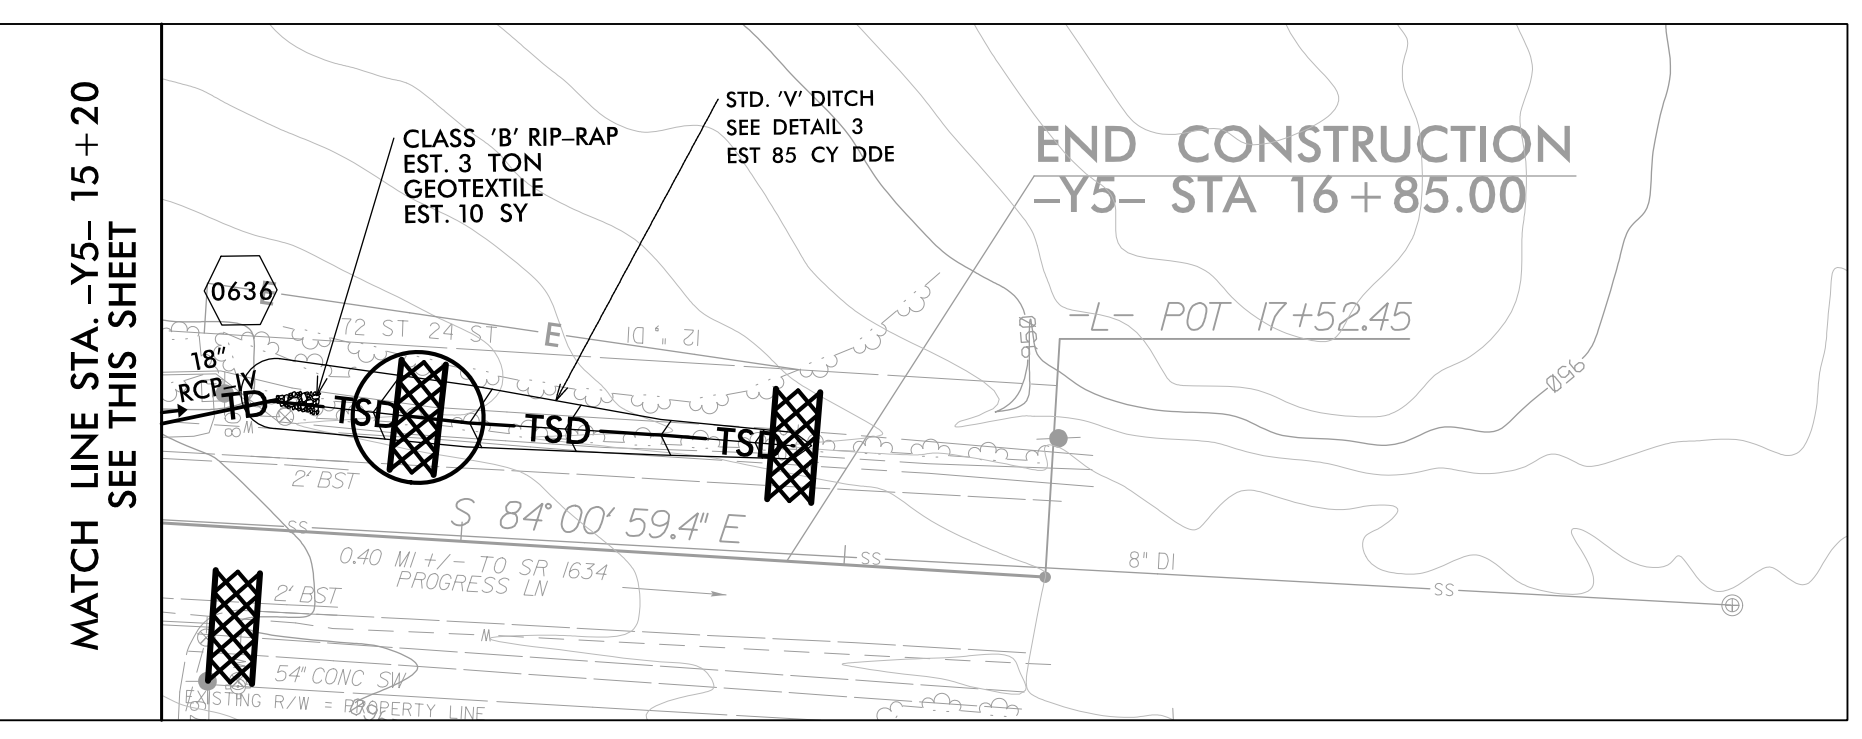 MATCH LINE STA. -Y5- 15+20
SEE THIS SHEET
CLASS 'B' RIP-RAP
EST. 3 TON
GEOTEXTILE
EST. 10 SY
STD. 'V' DITCH
SEE DETAIL 3
EST 85 CY DDE
END CONSTRUCTION
-Y5- STA 16+85.00
-L- POT 17+52.45
0636
E
72 ST 24 ST
E
12 " DI
950
950
18"
RCP-IV
TD
TSD
TSD
TSD
W
2' BST
S 84°00'59.4" E
SS
SS
8" DI
SS
0.40 MI +/- TO SR 1634
PROGRESS LN
2' BST
W
54" CONC SW
EXISTING R/W = PROPERTY LINE